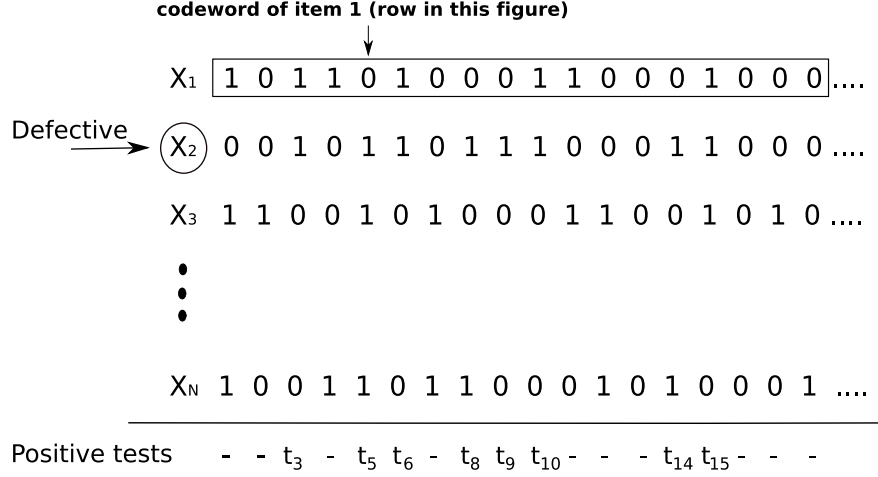 codeword of item 1 (row in this figure)
X1 1 0 1 1 0 1 0 0 0 1 1 0 0 0 1 0 0 0 ....
Defective
X2 0 0 1 0 1 1 0 1 1 1 0 0 0 1 1 0 0 0 ....
X3 1 1 0 0 1 0 1 0 0 0 1 1 0 0 1 0 1 0 ....
XN 1 0 0 1 1 0 1 1 0 0 0 1 0 1 0 0 0 1 ....
Positive tests - - t3 - t5 t6 - t8 t9 t10 - - - t14 t15 - - -